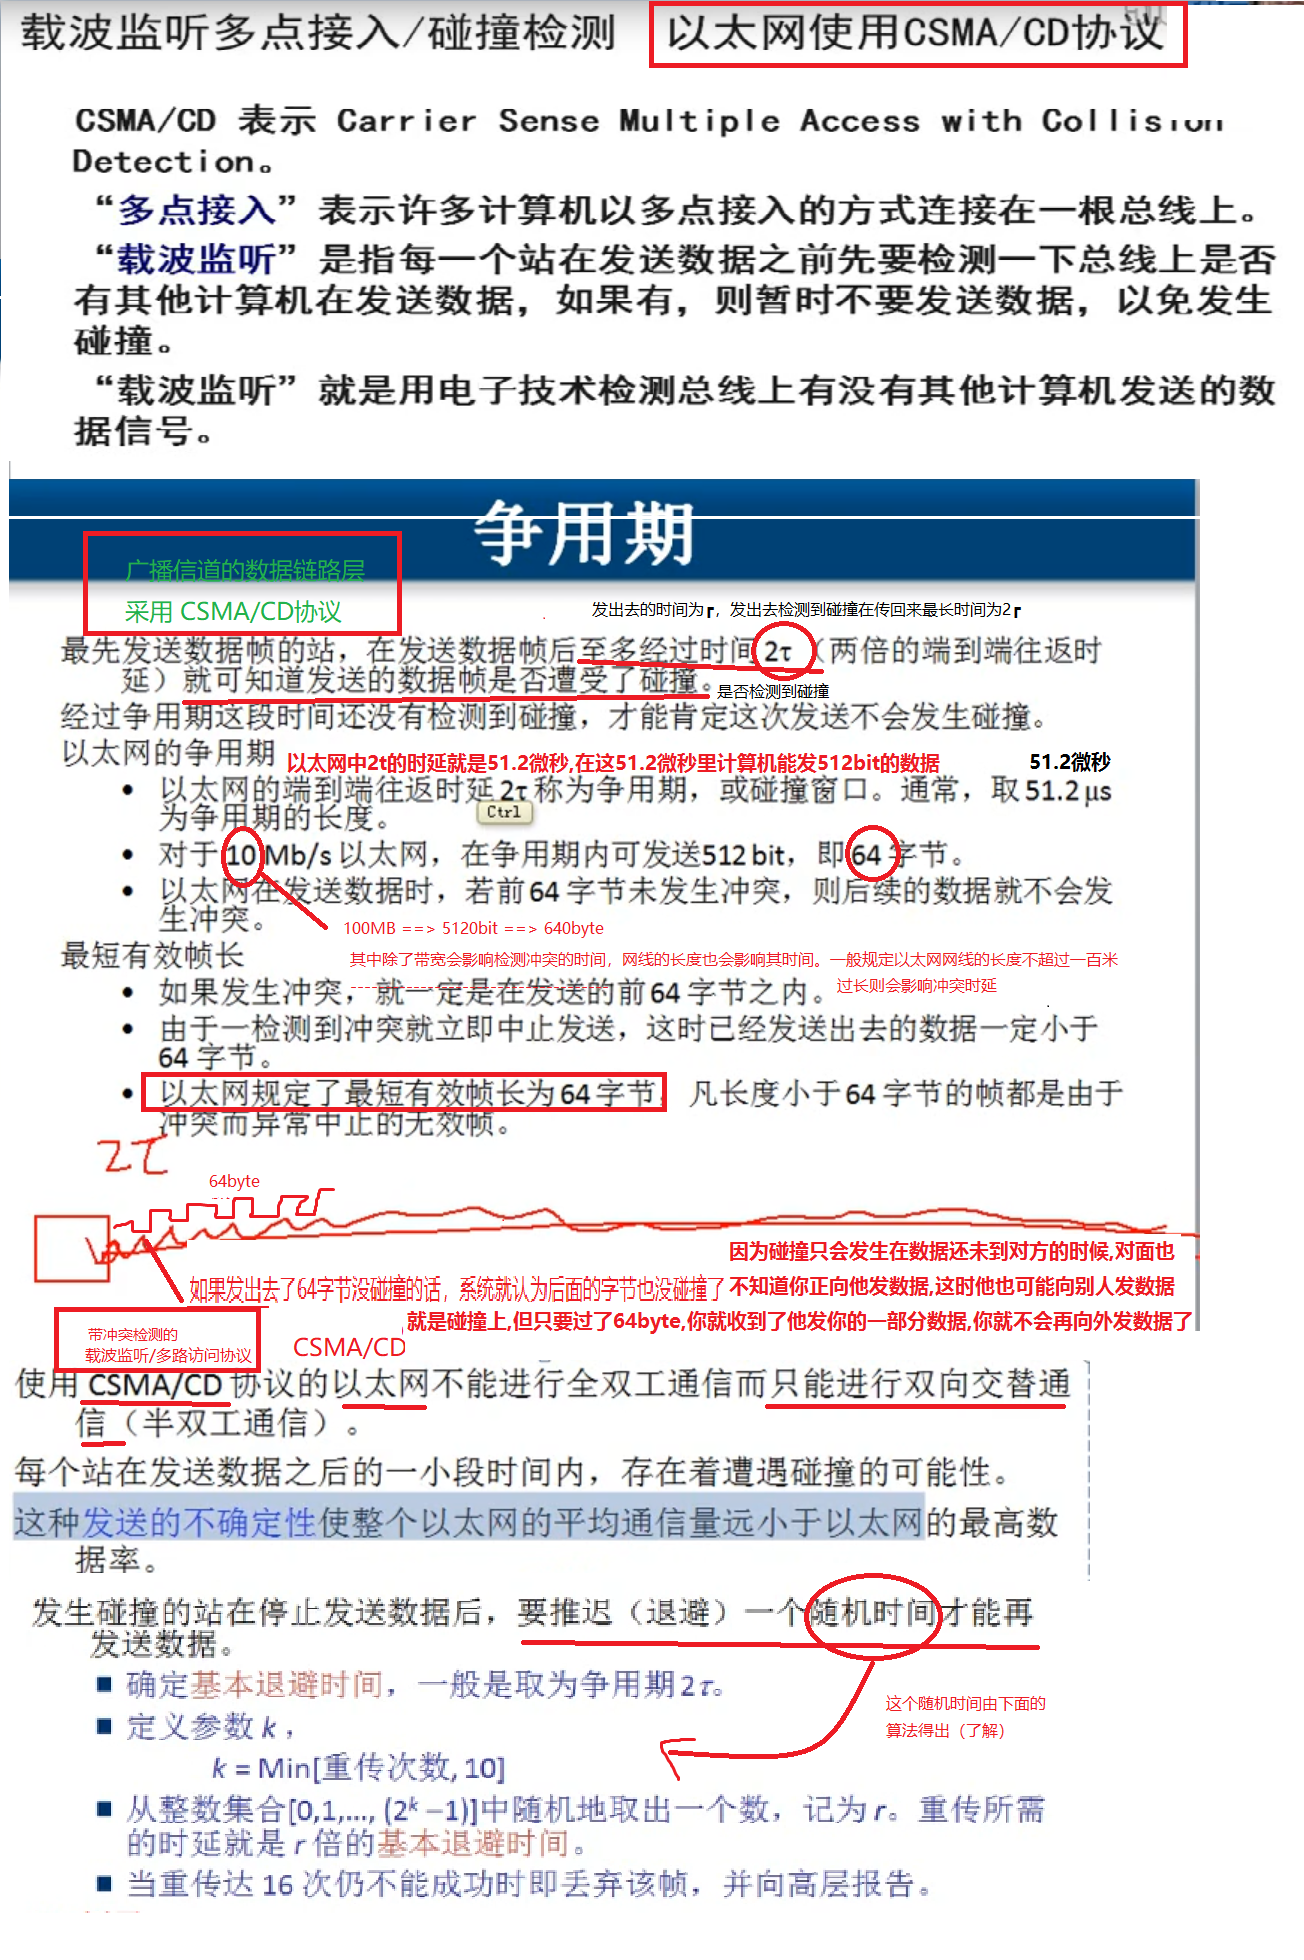 载波监听多点接入/碰撞检测 以太网使用CSMA/CD协议
CSMA/CD 表示 Carrier Sense Multiple Access with Collision
Detection。
“多点接入”表示许多计算机以多点接入的方式连接在一根总线上。
“载波监听”是指每一个站在发送数据之前先要检测一下总线上是否
有其他计算机在发送数据，如果有，则暂时不要发送数据，以免发生
碰撞。
“载波监听”就是用电子技术检测总线上有没有其他计算机发送的数
据信号。
争用期
广播信道的数据链路层
采用 CSMA/CD协议
发出去的时间为┏，发出去检测到碰撞在传回来最长时间为2┏
最先发送数据帧的站，在发送数据帧后至多经过时间 2τ （两倍的端到端往返时
延）就可知道发送的数据帧是否遭受了碰撞。
是否检测到碰撞
经过争用期这段时间还没有检测到碰撞，才能肯定这次发送不会发生碰撞。
以太网的争用期
以太网中2t的时延就是51.2微秒,在这51.2微秒里计算机能发512bit的数据
51.2微秒
• 以太网的端到端往返时延 2τ 称为争用期，或碰撞窗口。通常，取 51.2 μs
为争用期的长度。
Ctrl
• 对于 10 Mb/s 以太网，在争用期内可发送512 bit，即 64 字节。
• 以太网在发送数据时，若前 64 字节未发生冲突，则后续的数据就不会发
生冲突。
100MB ==> 5120bit ==> 640byte
最短有效帧长
其中除了带宽会影响检测冲突的时间，网线的长度也会影响其时间。一般规定以太网网线的长度不超过一百米
过长则会影响冲突时延
• 如果发生冲突，就一定是在发送的前 64 字节之内。
• 由于一检测到冲突就立即中止发送，这时已经发送出去的数据一定小于
64 字节。
• 以太网规定了最短有效帧长为 64 字节， 凡长度小于 64 字节的帧都是由于
冲突而异常中止的无效帧。
2τ
64byte
因为碰撞只会发生在数据还未到对方的时候,对面也
如果发出去了64字节没碰撞的话，系统就认为后面的字节也没碰撞了
不知道你正向他发数据,这时他也可能向别人发数据
就是碰撞上,但只要过了64byte,你就收到了他发你的一部分数据,你就不会再向外发数据了
带冲突检测的
载波监听/多路访问协议
CSMA/CD
使用 CSMA/CD 协议的以太网不能进行全双工通信而只能进行双向交替通
信（半双工通信）。
每个站在发送数据之后的一小段时间内，存在着遭遇碰撞的可能性。
这种发送的不确定性使整个以太网的平均通信量远小于以太网的最高数
据率。
发生碰撞的站在停止发送数据后，要推迟（退避）一个随机时间才能再
发送数据。
■ 确定基本退避时间，一般是取为争用期 2τ。
这个随机时间由下面的
算法得出（了解）
■ 定义参数 k ，
k = Min[重传次数, 10]
■ 从整数集合[0,1,…, (2ᵏ −1)]中随机地取出一个数，记为 r。重传所需
的时延就是 r 倍的基本退避时间。
■ 当重传达 16 次仍不能成功时即丢弃该帧，并向高层报告。